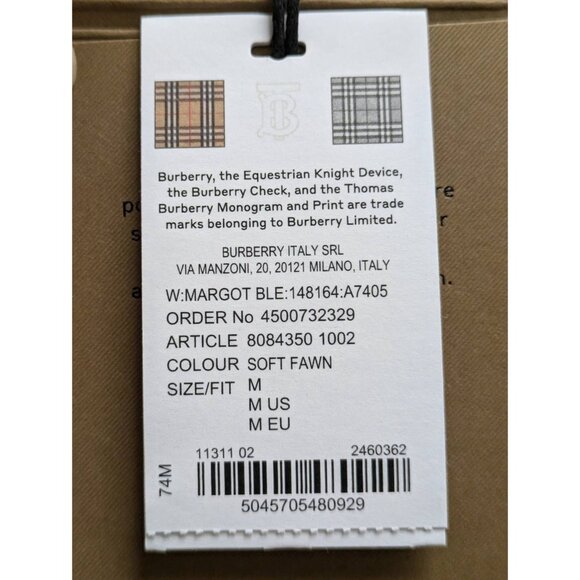 Burberry, the Equestrian Knight Device,
the Burberry Check, and the Thomas
Burberry Monogram and Print are trade
marks belonging to Burberry Limited.
BURBERRY ITALY SRL
VIA MANZONI, 20, 20121 MILANO, ITALY
W:MARGOT BLE:148164:A7405
ORDER No 4500732329
ARTICLE 8084350 1002
COLOUR SOFT FAWN
SIZE/FIT M
M US
M EU
74M
11311 02 2460362
5045705480929